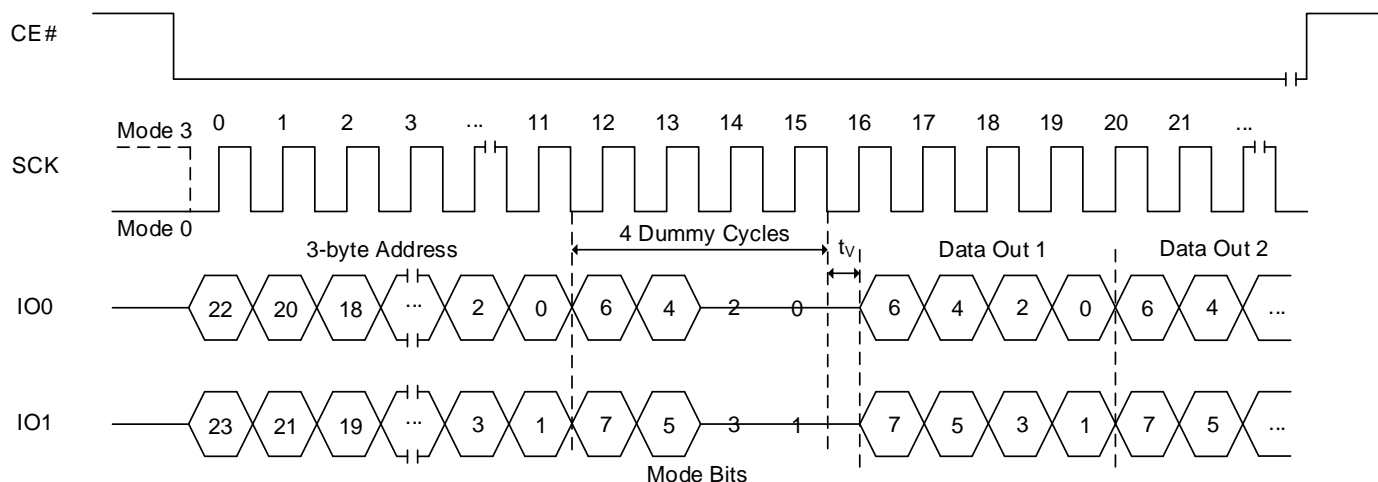 CE#
0 1 2 3 ... 11 12 13 14 15 16 17 18 19 20 21 ...
Mode 3
SCK
Mode 0
3-byte Address 4 Dummy Cycles tV Data Out 1 Data Out 2
IO0 22 20 18 ... 2 0 6 4 2 0 6 4 2 0 6 4 ...
IO1 23 21 19 ... 3 1 7 5 3 1 7 5 3 1 7 5 ...
Mode Bits